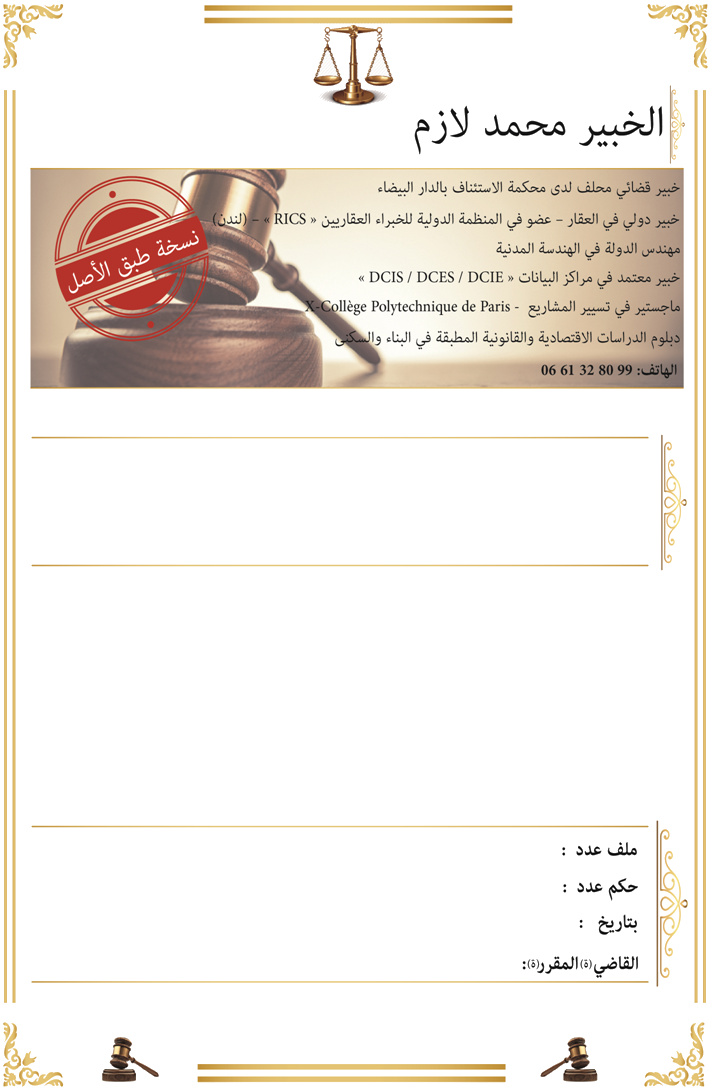 الخبير محمد لازم
خبير قضائي محلف لدى محكمة الاستئناف بالدار البيضاء
خبير دولي في العقار – عضو في المنظمة الدولية للخبراء العقاريين « RICS » – (لندن)
مهندس الدولة في الهندسة المدنية
خبير معتمد في مراكز البيانات « DCIS / DCES / DCIE »
ماجستير في تسيير المشاريع - X-Collège Polytechnique de Paris
دبلوم الدراسات الاقتصادية والقانونية المطبقة في البناء والسكنى
الهاتف: 99 80 32 61 06
نسخة طبق الأصل
ملف عدد :
حكم عدد :
بتاريخ :
القاضي(ة)المقرر(ة):